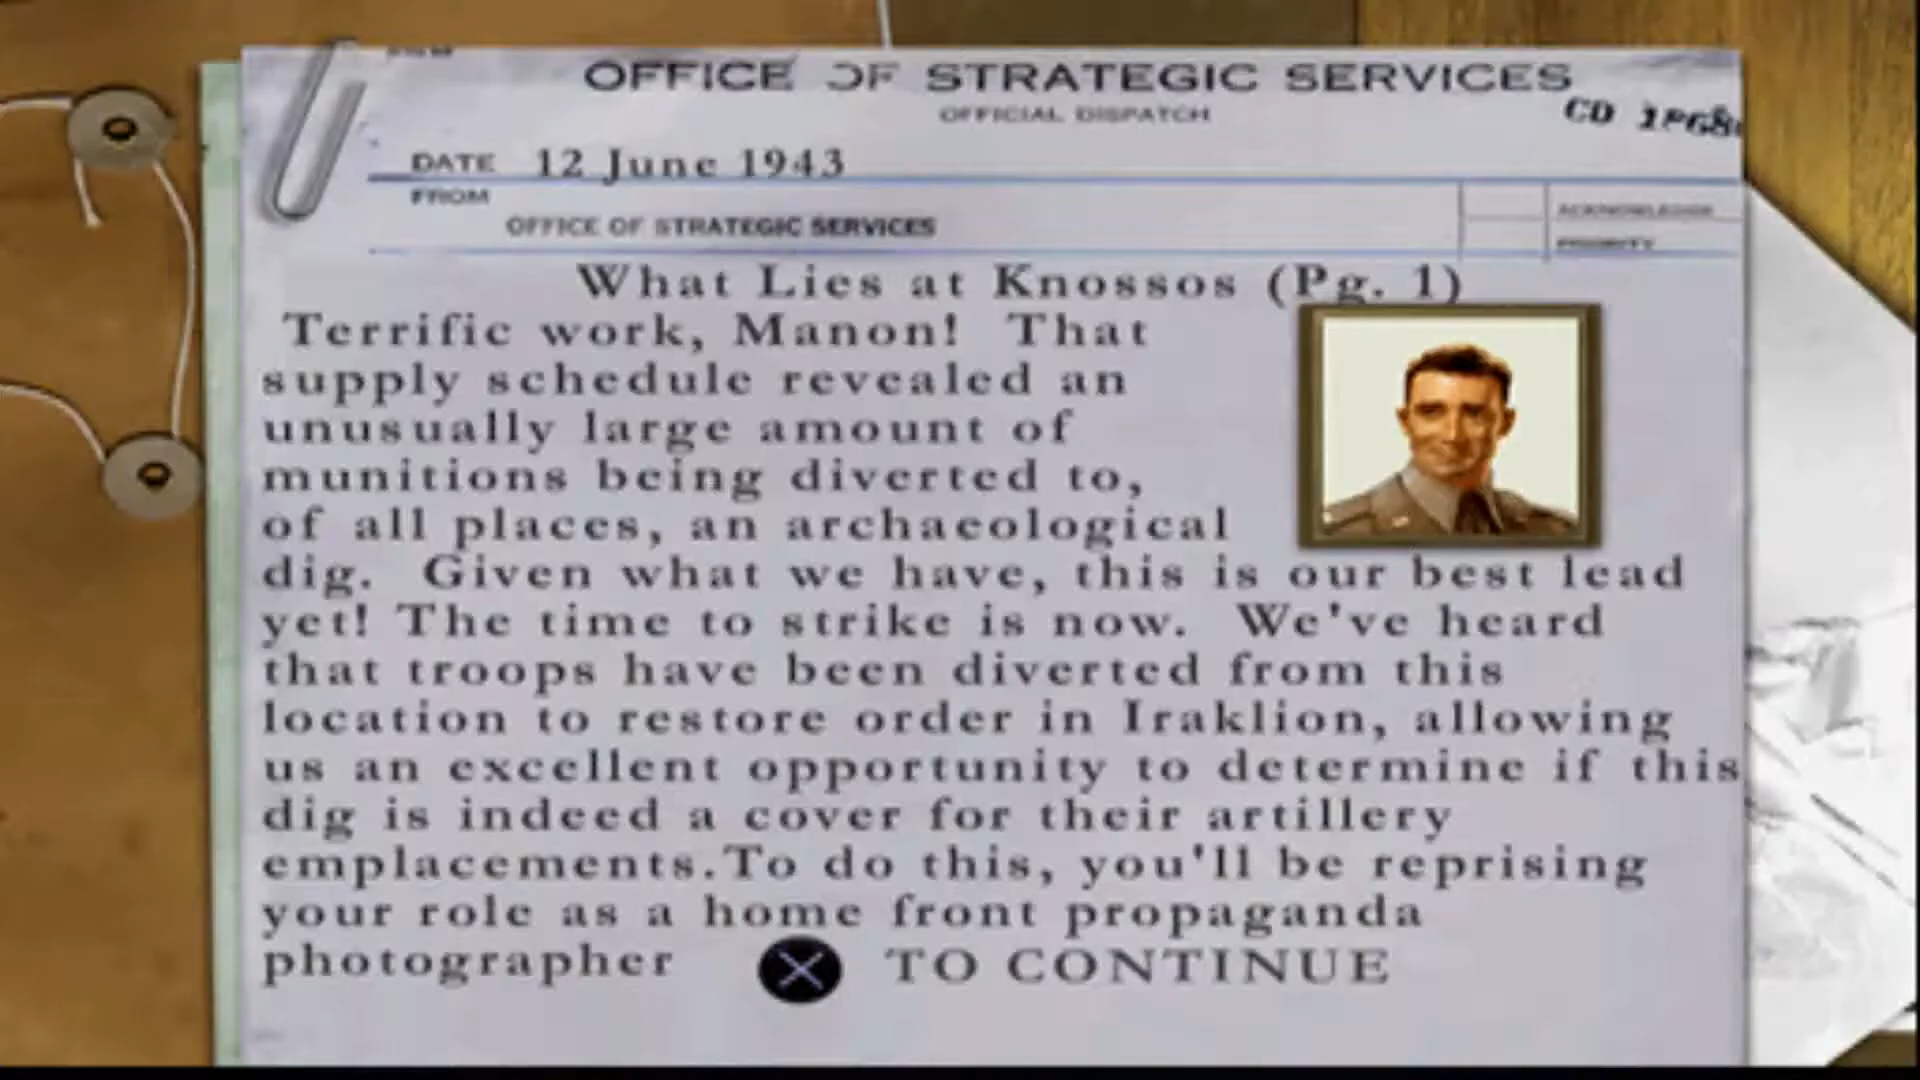 OFFICE OF STRATEGIC SERVICES
OFFICIAL DISPATCH
CD
DATE 12 June 1943
FROM
OFFICE OF STRATEGIC SERVICES
ACKNOWLEDGE
PRIORITY
What Lies at Knossos (Pg. 1)
Terrific work, Manon! That
supply schedule revealed an
unusually large amount of
munitions being diverted to,
of all places, an archaeological
dig. Given what we have, this is our best lead
yet! The time to strike is now. We've heard
that troops have been diverted from this
location to restore order in Iraklion, allowing
us an excellent opportunity to determine if this
dig is indeed a cover for their artillery
emplacements.To do this, you'll be reprising
your role as a home front propaganda
photographer
TO CONTINUE